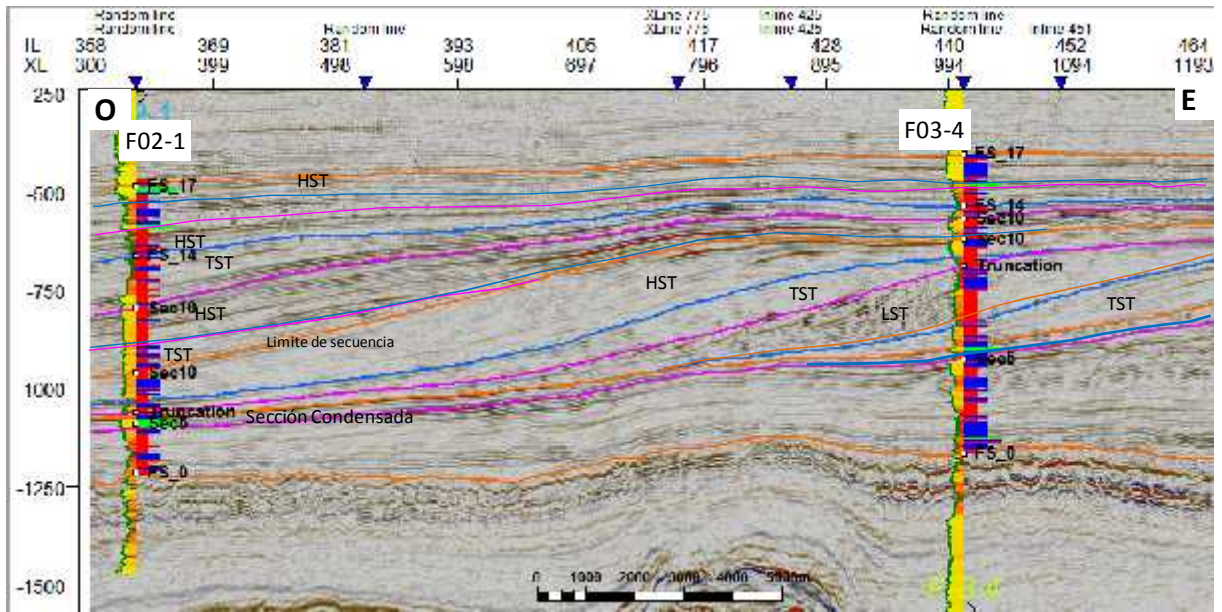 Random line XLine 775 Inline 425 Random line
Random line Random line XLine 775 Inline 425 Random line Inline 451
IL 358 369 381 393 405 417 428 440 452 464
XL 300 399 498 598 697 796 895 994 1094 1193
250
O E
F02-1 F03-4
FS_17 HST FS_17
-500
FS_14
HST Sec10
FS_14 TST Sec10
HST TST Truncation
-750
Sec10 HST LST TST
Limite de secuencia
TST Sec5
Sec10
1000
Truncation Sección Condensada
Sec5
FS_0
FS_0
-1250
-1500
0 1000 2000 3000 4000 5000m